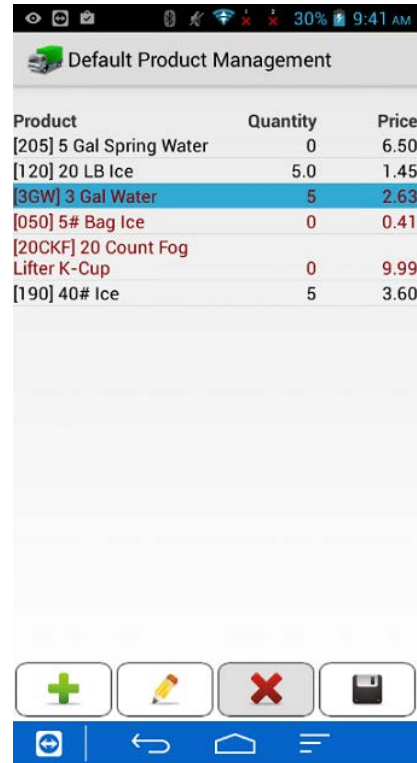 30% 9:41 AM
Default Product Management
Product Quantity Price
[205] 5 Gal Spring Water 0 6.50
[120] 20 LB Ice 5.0 1.45
[3GW] 3 Gal Water 5 2.63
[050] 5# Bag Ice 0 0.41
[20CKF] 20 Count Fog
Lifter K-Cup 0 9.99
[190] 40# Ice 5 3.60